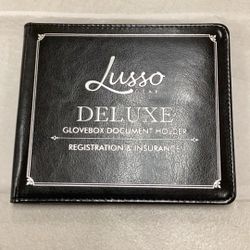 Lusso
DELUXE
GLOVEBOX DOCUMENT HOLDER
REGISTRATION & INSURANCE